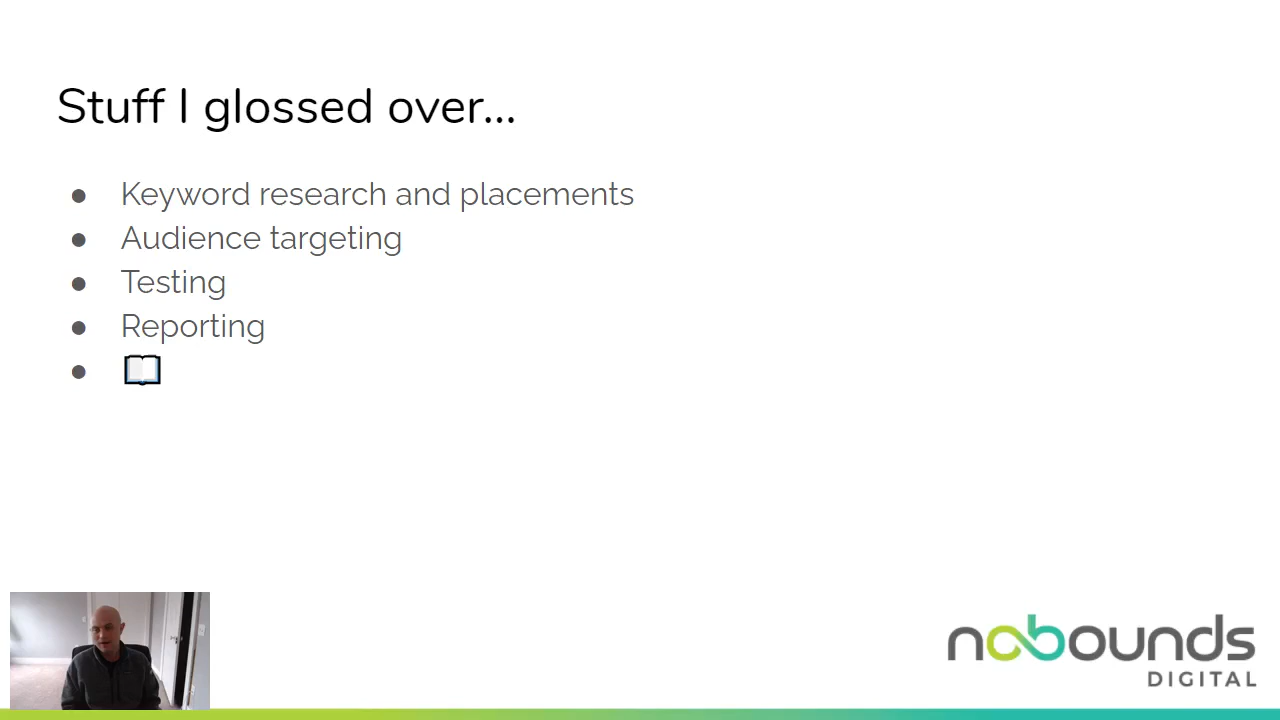 Stuff I glossed over...
● Keyword research and placements
● Audience targeting
● Testing
● Reporting
● 📖
nobounds
DIGITAL